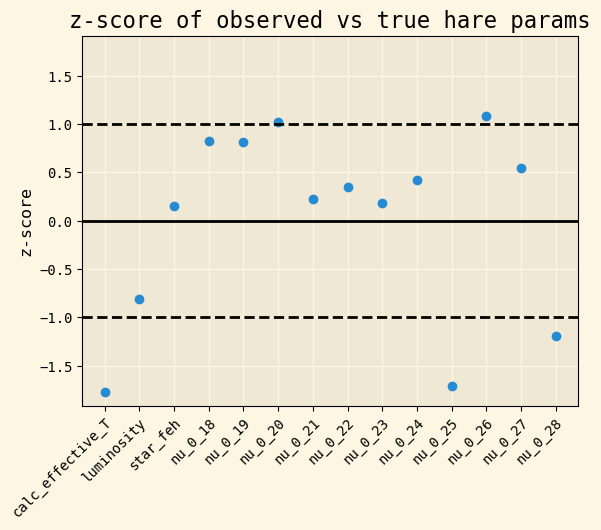 z-score of observed vs true hare params
z-score
1.5
1.0
0.5
0.0
−0.5
−1.0
−1.5
calc_effective_T
luminosity
star_feh
nu_0_18
nu_0_19
nu_0_20
nu_0_21
nu_0_22
nu_0_23
nu_0_24
nu_0_25
nu_0_26
nu_0_27
nu_0_28